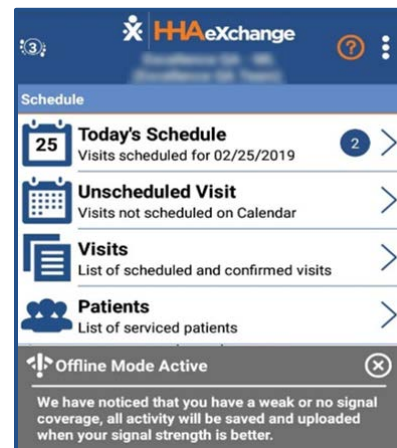 3
HHAeXchange
?
Schedule
25
Today's Schedule
Visits scheduled for 02/25/2019
2
Unscheduled Visit
Visits not scheduled on Calendar
Visits
List of scheduled and confirmed visits
Patients
List of serviced patients
Offline Mode Active
We have noticed that you have a weak or no signal
coverage, all activity will be saved and uploaded
when your signal strength is better.